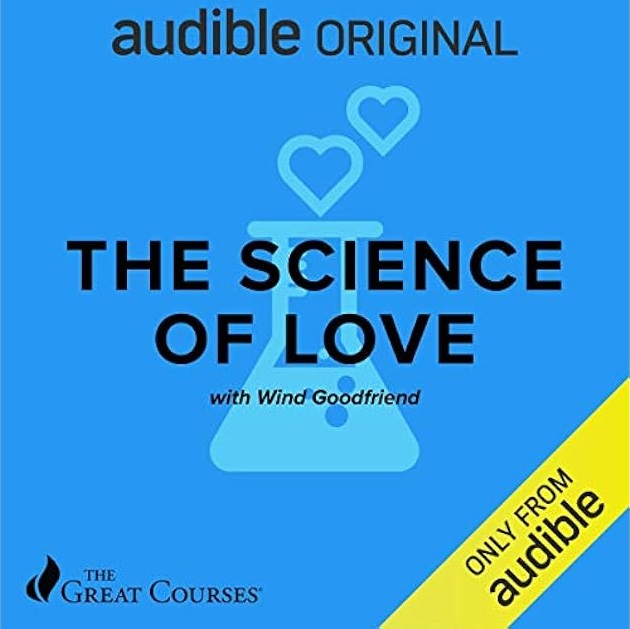 audible ORIGINAL
THE SCIENCE
OF LOVE
with Wind Goodfriend
ONLY FROM
audible
THE
GREAT COURSES®